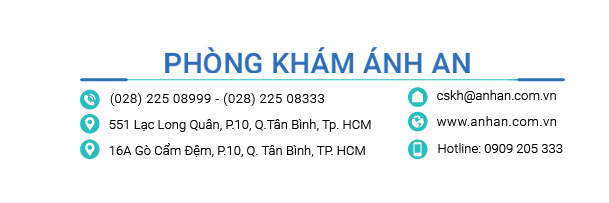 PHÒNG KHÁM ÁNH AN
(028) 225 08999 - (028) 225 08333
551 Lạc Long Quân, P.10, Q.Tân Bình, Tp. HCM
16A Gò Cẩm Đệm, P.10, Q. Tân Bình, TP. HCM
cskh@anhan.com.vn
www.anhan.com.vn
Hotline: 0909 205 333